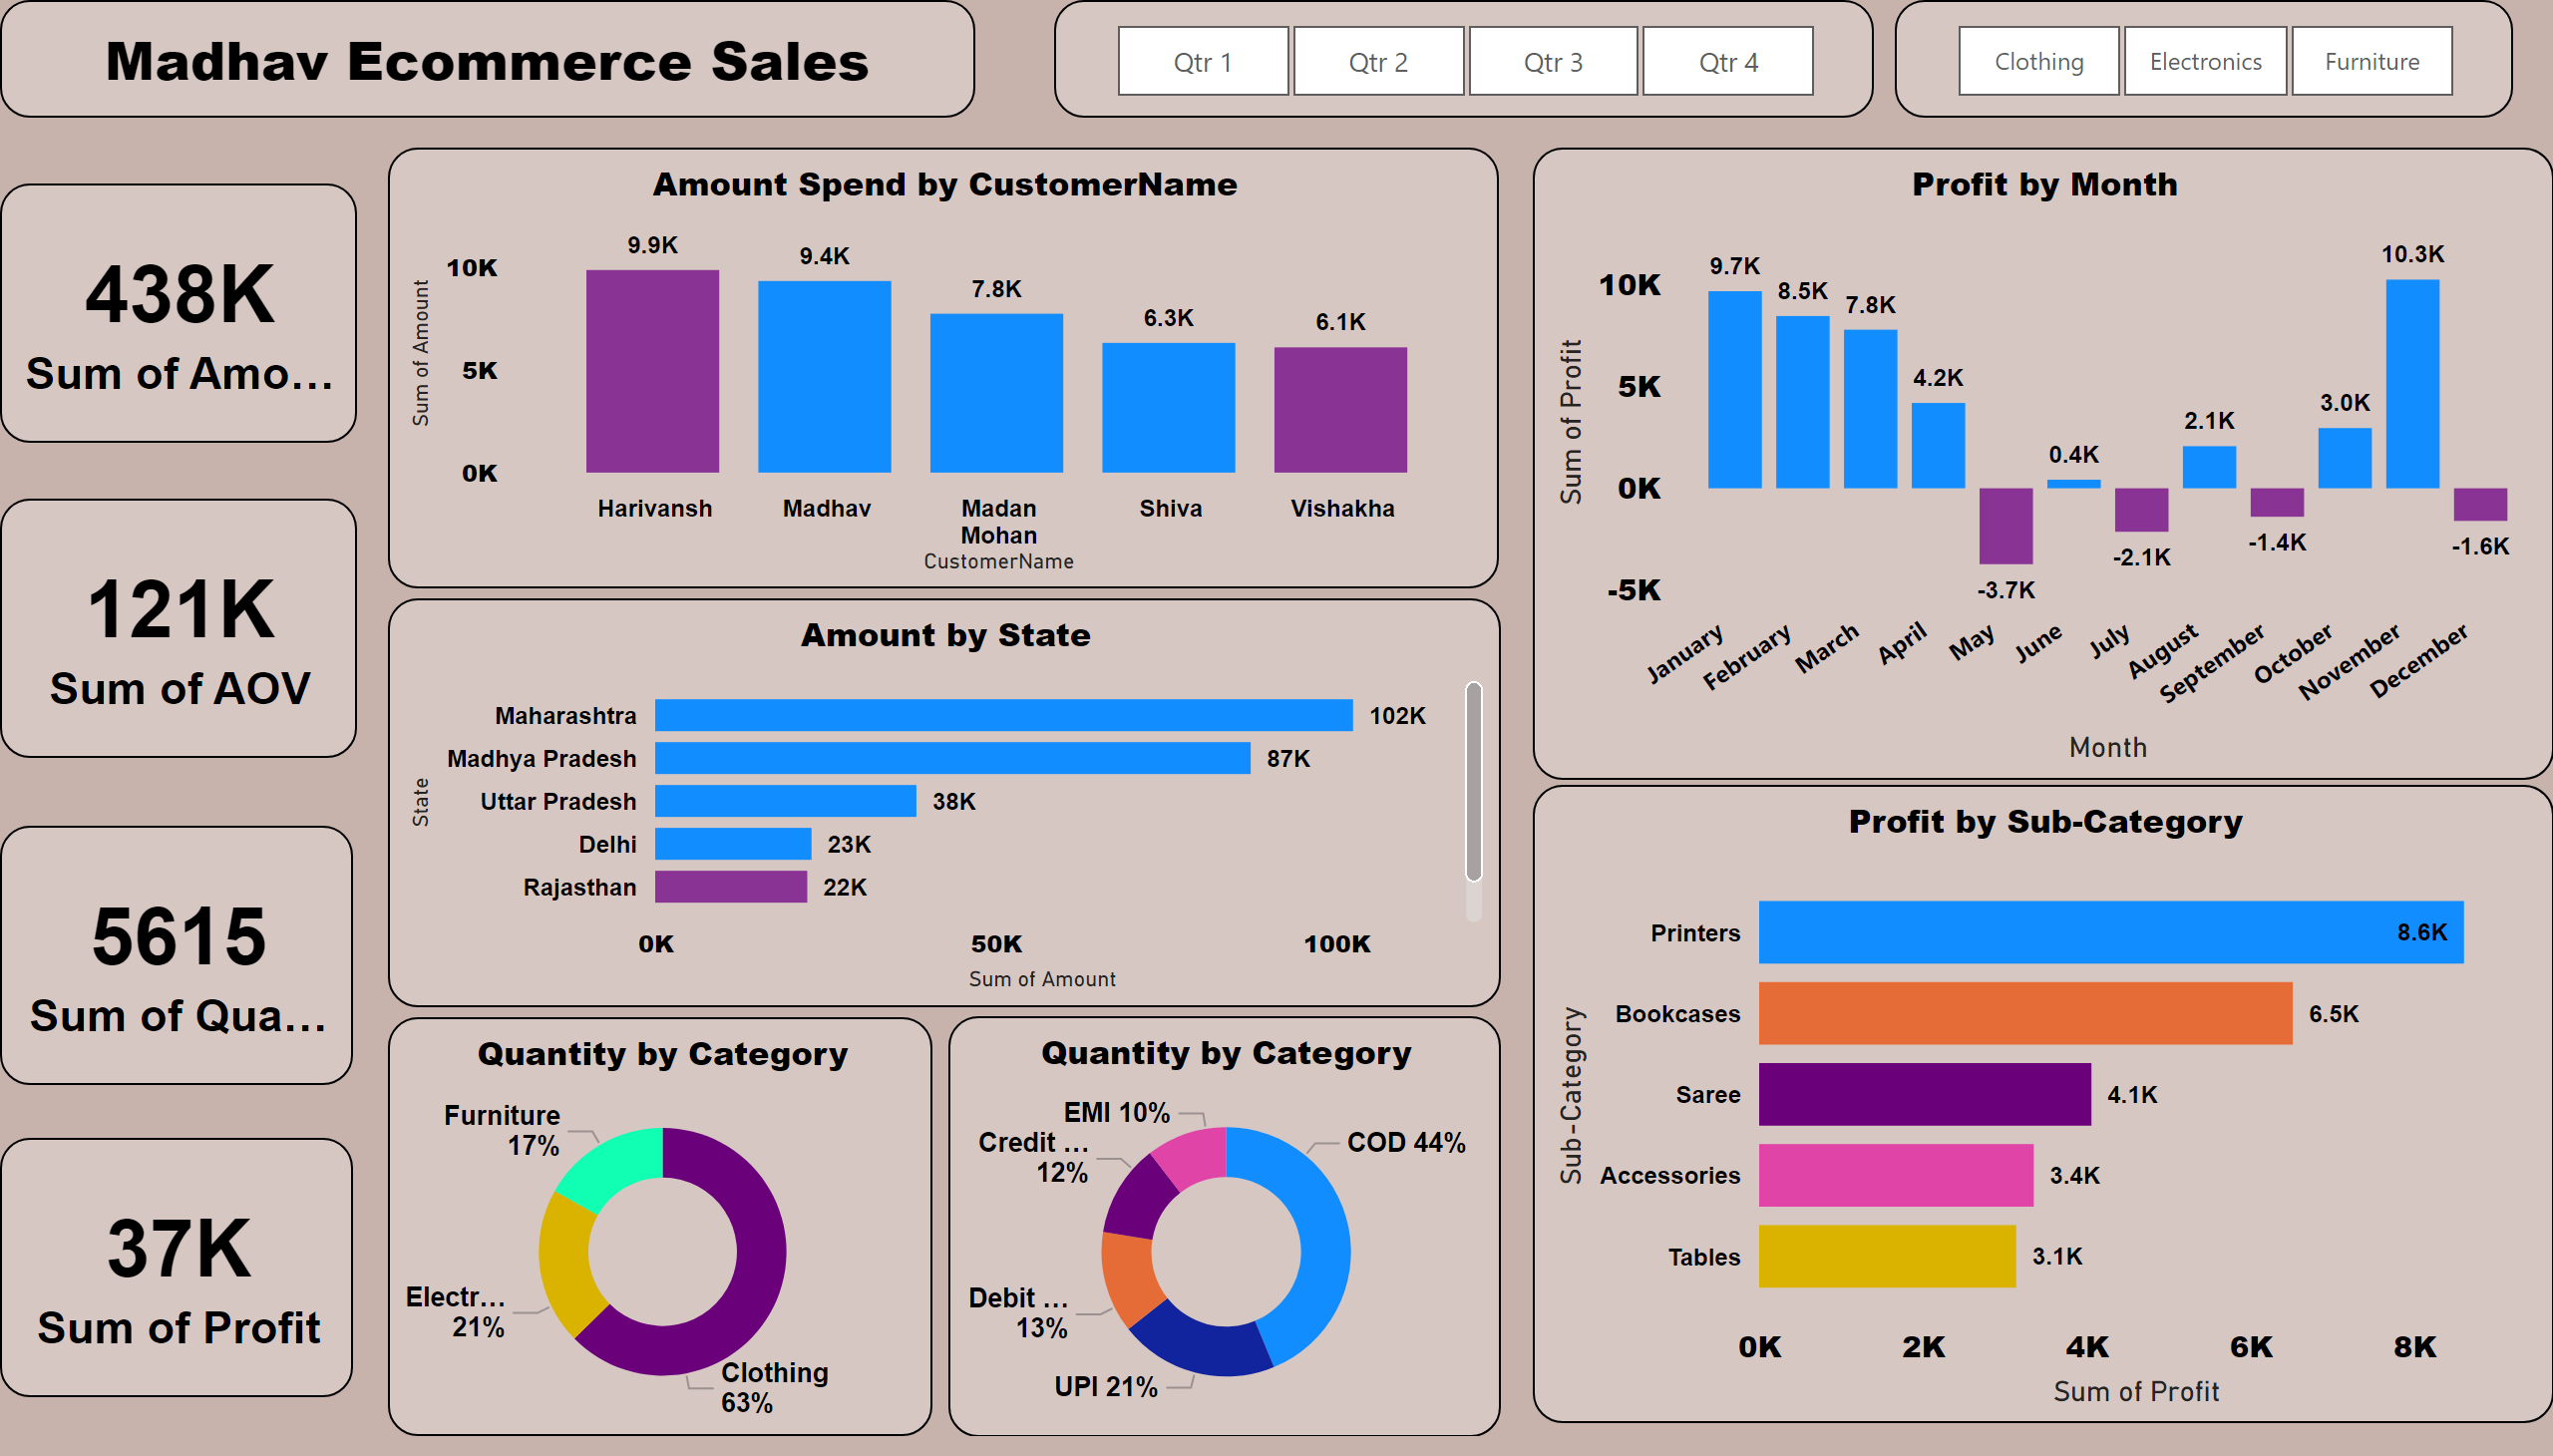 Madhav Ecommerce Sales
Qtr 1
Qtr 2
Qtr 3
Qtr 4
Clothing
Electronics
Furniture
438K
Sum of Amo...
121K
Sum of AOV
5615
Sum of Qua...
37K
Sum of Profit
Amount Spend by CustomerName
Sum of Amount
10K
5K
0K
9.9K
9.4K
7.8K
6.3K
6.1K
Harivansh
Madhav
Madan
Mohan
Shiva
Vishakha
CustomerName
Amount by State
State
Maharashtra 102K
Madhya Pradesh 87K
Uttar Pradesh 38K
Delhi 23K
Rajasthan 22K
0K 50K 100K
Sum of Amount
Quantity by Category
Furniture
17%
Electr...
21%
Clothing
63%
Quantity by Category
EMI 10%
Credit ...
12%
COD 44%
Debit ...
13%
UPI 21%
Profit by Month
Sum of Profit
10K
5K
0K
-5K
9.7K
8.5K
7.8K
4.2K
-3.7K
0.4K
-2.1K
2.1K
-1.4K
3.0K
10.3K
-1.6K
January
February
March
April
May
June
July
August
September
October
November
December
Month
Profit by Sub-Category
Sub-Category
Printers 8.6K
Bookcases 6.5K
Saree 4.1K
Accessories 3.4K
Tables 3.1K
0K 2K 4K 6K 8K
Sum of Profit